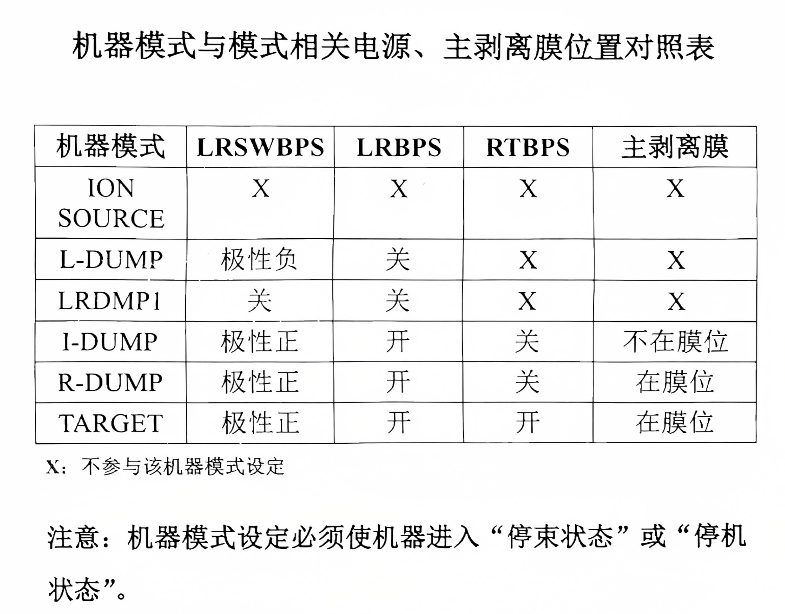 机器模式与模式相关电源、主剥离膜位置对照表
机器模式 LRSWBPS LRBPS RTBPS 主剥离膜
ION SOURCE X X X X
L-DUMP 极性负 关 X X
LRDMP1 关 关 X X
I-DUMP 极性正 开 关 不在膜位
R-DUMP 极性正 开 关 在膜位
TARGET 极性正 开 开 在膜位
X：不参与该机器模式设定
注意：机器模式设定必须使机器进入“停束状态”或“停机
状态”。